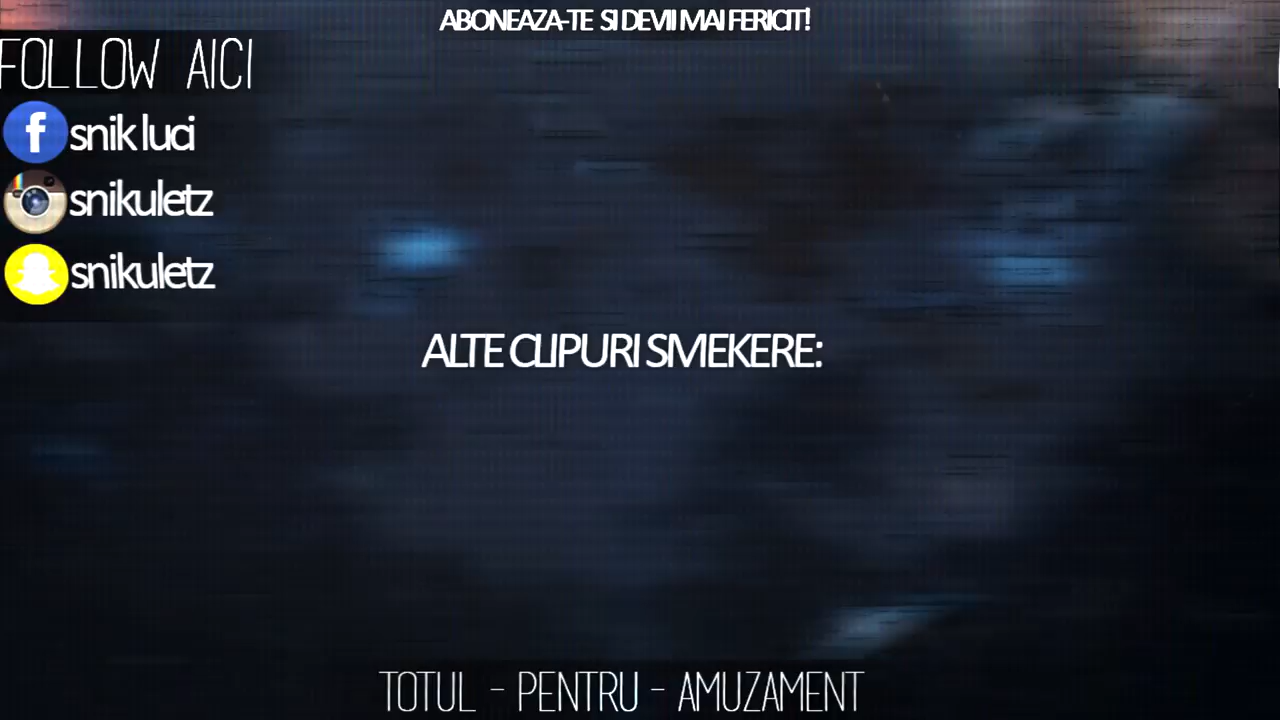 ABONEAZA-TE SI DEVII MAI FERICIT!
FOLLOW AICI
snik luci
snikuletz
snikuletz
ALTE CLIPURI SMEKERE:
TOTUL - PENTRU - AMUZAMENT